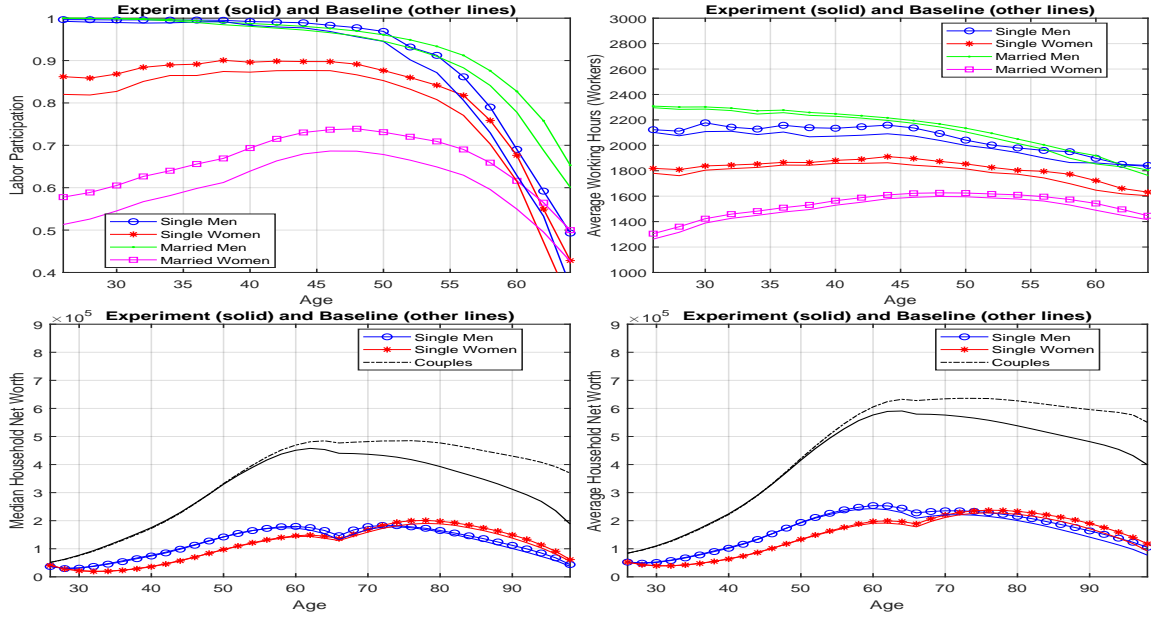 Experiment (solid) and Baseline (other lines)
1
0.9
0.8
0.7
0.6
0.5
0.4
Labor Participation
Single Men
Single Women
Married Men
Married Women
30 35 40 45 50 55 60
Age
Experiment (solid) and Baseline (other lines)
3000
2800
2600
2400
2200
2000
1800
1600
1400
1200
1000
Average Working Hours (Workers)
Single Men
Single Women
Married Men
Married Women
30 35 40 45 50 55 60
Age
Experiment (solid) and Baseline (other lines)
×10^5
9
8
7
6
5
4
3
2
1
0
Median Household Net Worth
Single Men
Single Women
Couples
30 40 50 60 70 80 90
Age
Experiment (solid) and Baseline (other lines)
×10^5
9
8
7
6
5
4
3
2
1
0
Average Household Net Worth
Single Men
Single Women
Couples
30 40 50 60 70 80 90
Age